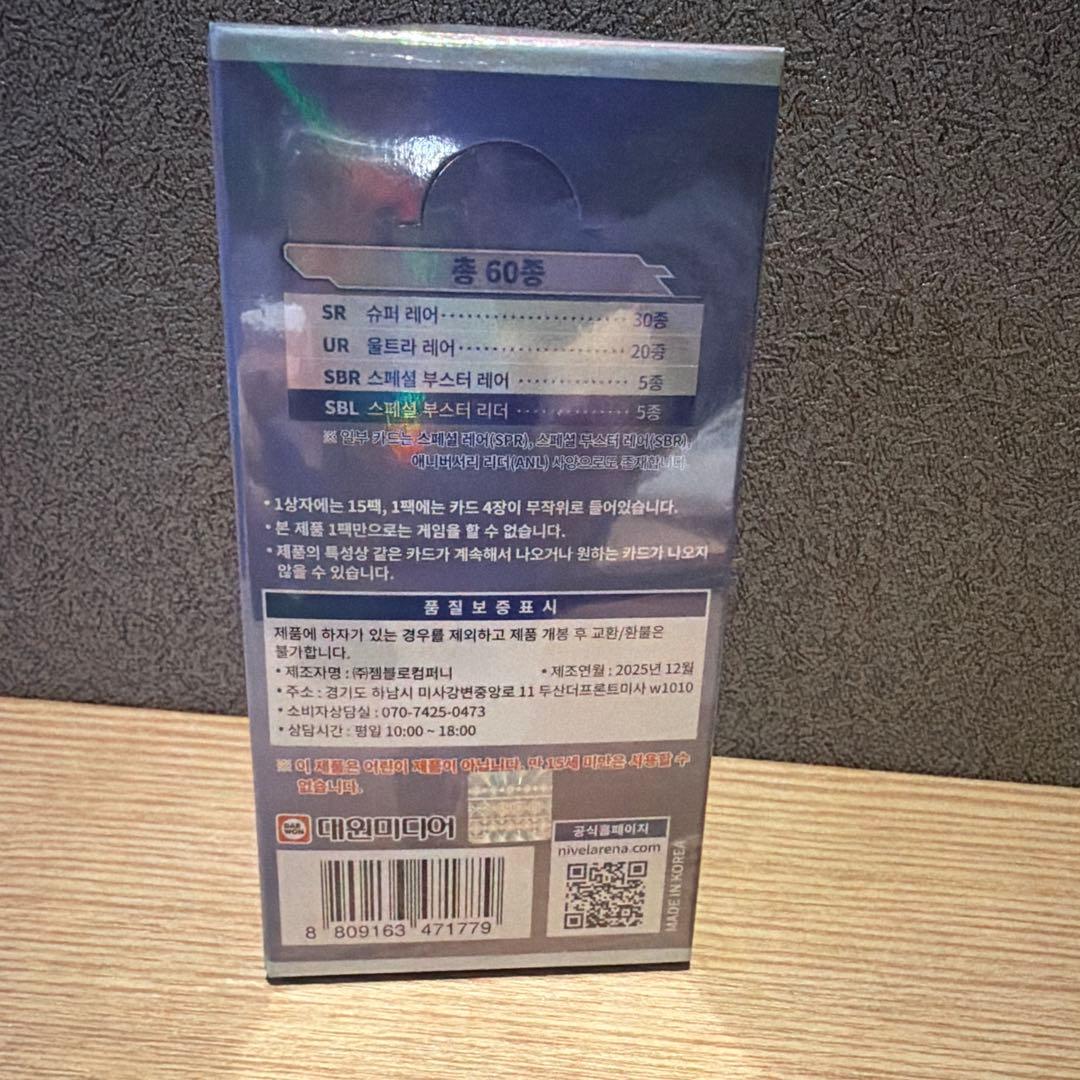 총 60종
SR 슈퍼 레어 30종
UR 울트라 레어 20종
SBR 스페셜 부스터 레어 5종
SBL 스페셜 부스터 리더 5종
※ 일부 카드는 스페셜 레어(SPR), 스페셜 부스터 레어(SBR),
애니버서리 리더(ANL) 사양으로도 존재합니다.
• 1상자에는 15팩, 1팩에는 카드 4장이 무작위로 들어있습니다.
• 본 제품 1팩만으로는 게임을 할 수 없습니다.
• 제품의 특성상 같은 카드가 계속해서 나오거나 원하는 카드가 나오지
않을 수 있습니다.
품질보증표시
제품에 하자가 있는 경우를 제외하고 제품 개봉 후 교환/환불은
불가합니다.
• 제조자명 : ㈜젬블로컴퍼니 • 제조연월 : 2025년 12월
• 주소 : 경기도 하남시 미사강변중앙로 11 두산더프론트미사 w1010
• 소비자상담실 : 070-7425-0473
• 상담시간 : 평일 10:00 ~ 18:00
※ 이 제품은 어린이 제품이 아닙니다. 만 15세 미만은 사용할 수
없습니다.
DAE WON 대원미디어
공식홈페이지
nivelarena.com
MADE IN KOREA
8 809163 471779